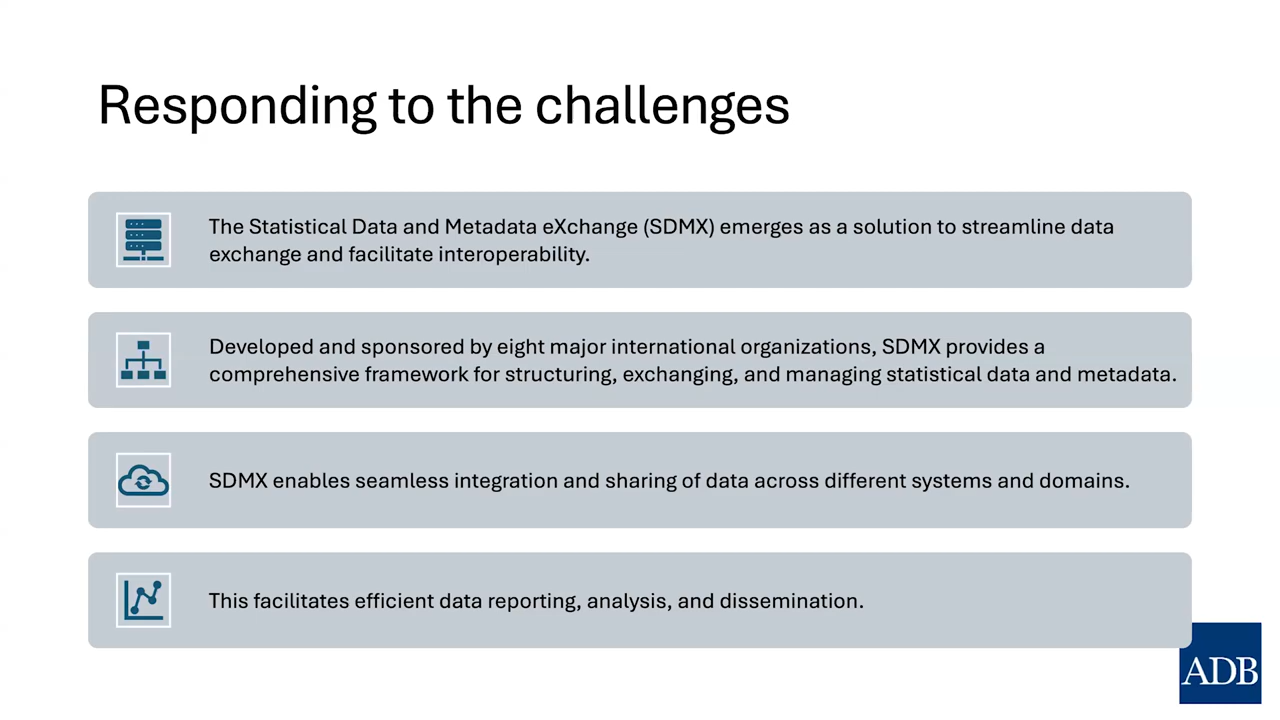 Responding to the challenges
The Statistical Data and Metadata eXchange (SDMX) emerges as a solution to streamline data
exchange and facilitate interoperability.
Developed and sponsored by eight major international organizations, SDMX provides a
comprehensive framework for structuring, exchanging, and managing statistical data and metadata.
SDMX enables seamless integration and sharing of data across different systems and domains.
This facilitates efficient data reporting, analysis, and dissemination.
ADB